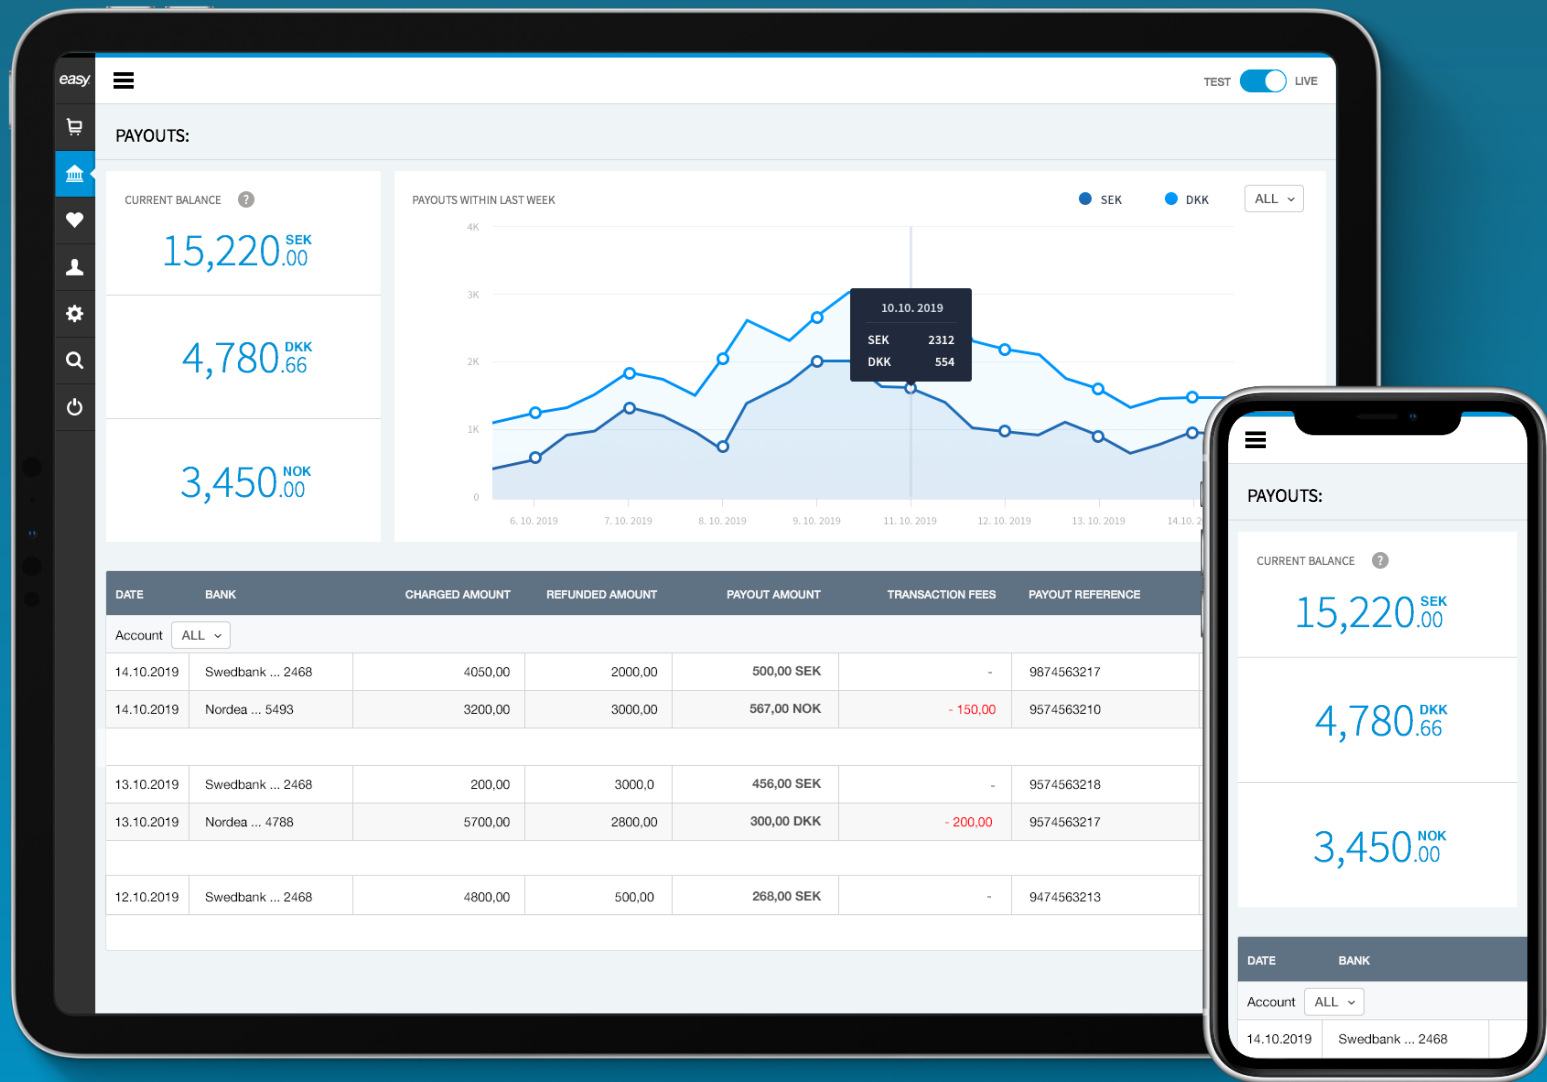 easy.
TEST LIVE
PAYOUTS:
CURRENT BALANCE ?
15,220.00 SEK
4,780.66 DKK
3,450.00 NOK
PAYOUTS WITHIN LAST WEEK
SEK DKK ALL
4K
3K
2K
1K
0
10.10. 2019
SEK 2312
DKK 554
6. 10. 2019 7. 10. 2019 8. 10. 2019 9. 10. 2019 11. 10. 2019 12. 10. 2019 13. 10. 2019 14.10. 2
DATE BANK CHARGED AMOUNT REFUNDED AMOUNT PAYOUT AMOUNT TRANSACTION FEES PAYOUT REFERENCE
Account ALL
14.10.2019 Swedbank ... 2468 4050,00 2000,00 500,00 SEK - 9874563217
14.10.2019 Nordea ... 5493 3200,00 3000,00 567,00 NOK - 150,00 9574563210
13.10.2019 Swedbank ... 2468 200,00 3000,0 456,00 SEK - 9574563218
13.10.2019 Nordea ... 4788 5700,00 2800,00 300,00 DKK - 200,00 9574563217
12.10.2019 Swedbank ... 2468 4800,00 500,00 268,00 SEK - 9474563213
PAYOUTS:
CURRENT BALANCE ?
15,220.00 SEK
4,780.66 DKK
3,450.00 NOK
DATE BANK
Account ALL
14.10.2019 Swedbank ... 2468